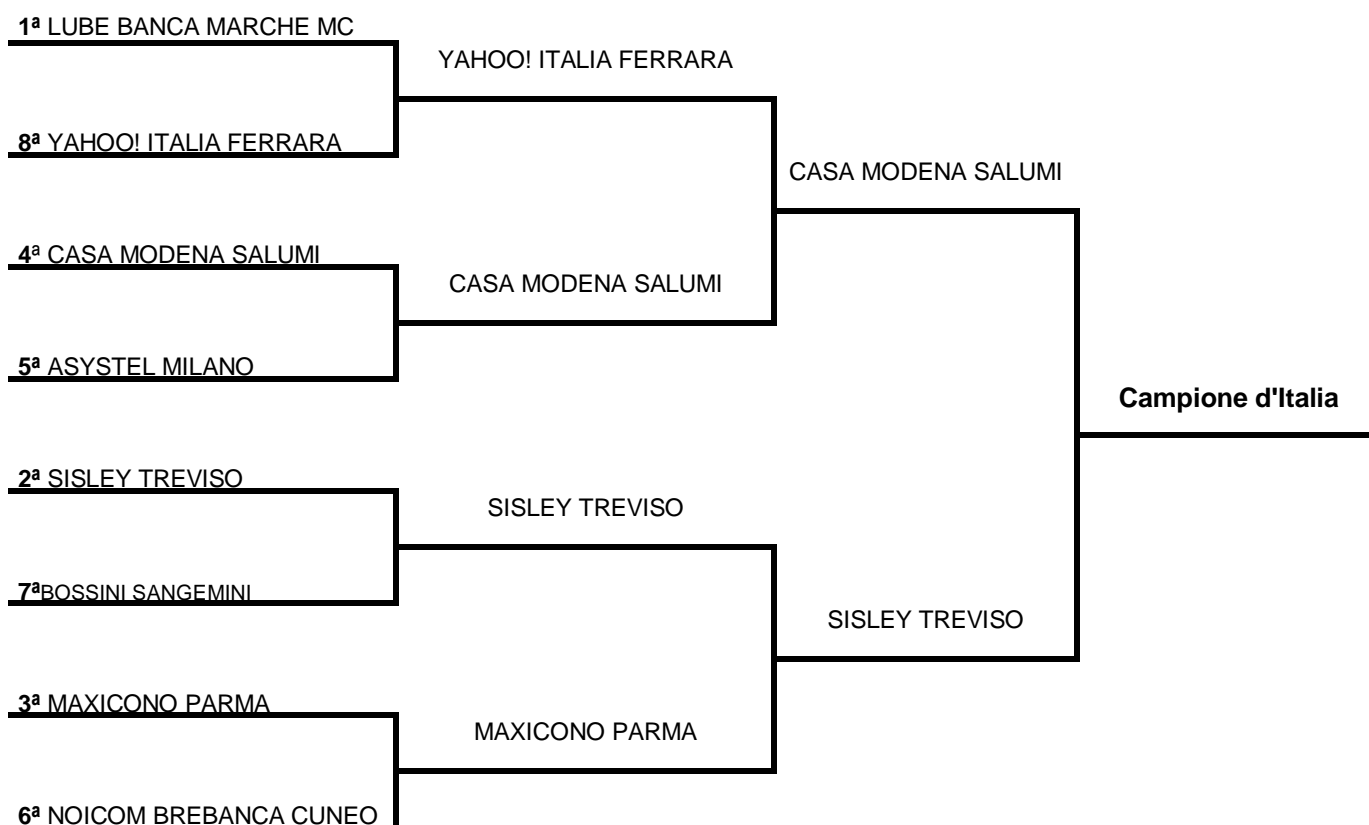 1ª LUBE BANCA MARCHE MC
YAHOO! ITALIA FERRARA
8ª YAHOO! ITALIA FERRARA
CASA MODENA SALUMI
4ª CASA MODENA SALUMI
CASA MODENA SALUMI
5ª ASYSTEL MILANO
Campione d'Italia
2ª SISLEY TREVISO
SISLEY TREVISO
7ªBOSSINI SANGEMINI
SISLEY TREVISO
3ª MAXICONO PARMA
MAXICONO PARMA
6ª NOICOM BREBANCA CUNEO